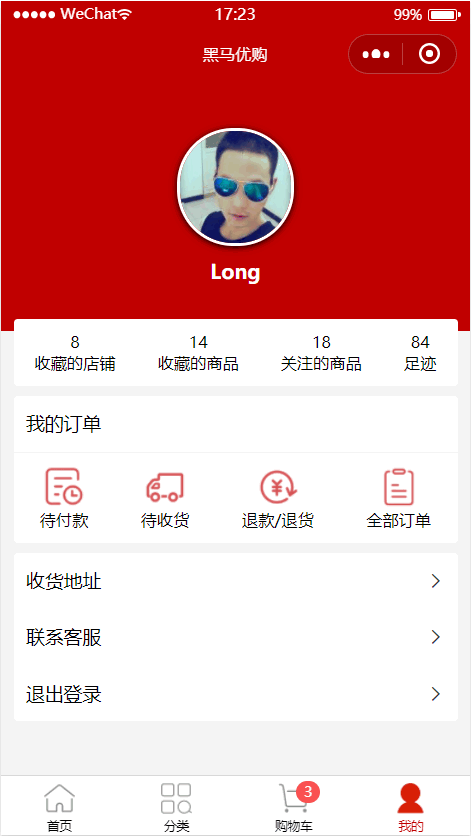 WeChat 17:23 99%
黑马优购
Long
8 14 18 84
收藏的店铺 收藏的商品 关注的商品 足迹
我的订单
待付款 待收货 退款/退货 全部订单
收货地址
联系客服
退出登录
3
首页 分类 购物车 我的